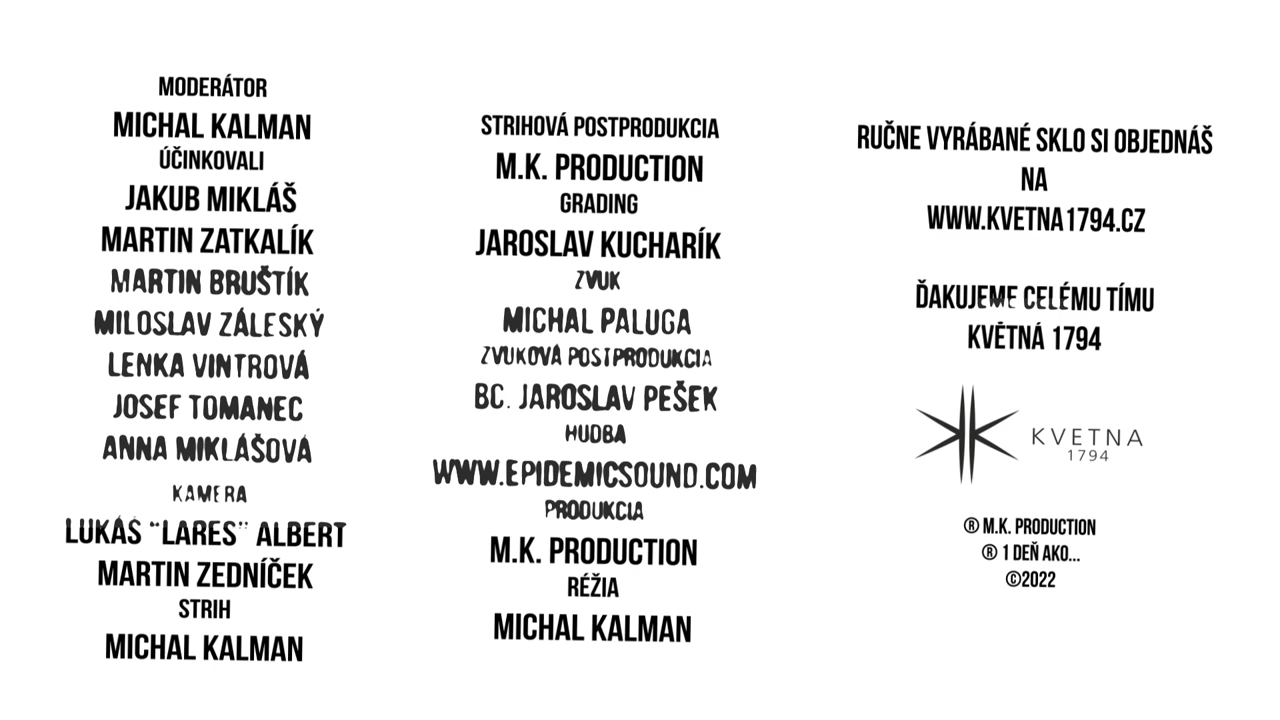 MODERÁTOR
MICHAL KALMAN
ÚČINKOVALI
JAKUB MIKLÁŠ
MARTIN ZATKALÍK
MARTIN BRUŠTÍK
MILOSLAV ZÁLESKÝ
LENKA VINTROVÁ
JOSEF TOMANEC
ANNA MIKLÁŠOVÁ
KAMERA
LUKÁŠ "LARES" ALBERT
MARTIN ZEDNÍČEK
STRIH
MICHAL KALMAN
STRIHOVÁ POSTPRODUKCIA
M.K. PRODUCTION
GRADING
JAROSLAV KUCHARÍK
ZVUK
MICHAL PALUGA
ZVUKOVÁ POSTPRODUKCIA
BC. JAROSLAV PEŠEK
HUDBA
WWW.EPIDEMICSOUND.COM
PRODUKCIA
M.K. PRODUCTION
RÉŽIA
MICHAL KALMAN
RUČNE VYRÁBANÉ SKLO SI OBJEDNÁŠ
NA
WWW.KVETNA1794.CZ
ĎAKUJEME CELÉMU TÍMU
KVĚTNÁ 1794
KVETNA
1794
® M.K. PRODUCTION
® 1 DEŇ AKO...
©2022